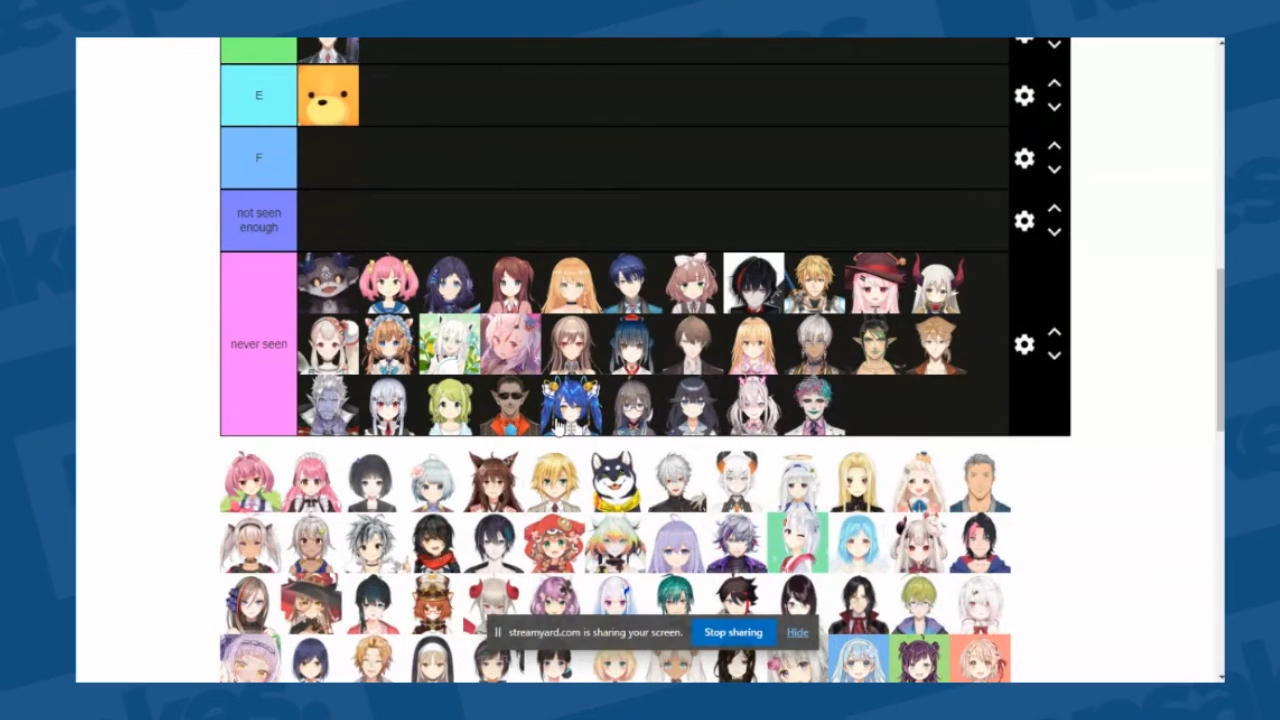 E
F
not seen
enough
never seen
streamyard.com is sharing your screen.
Stop sharing
Hide